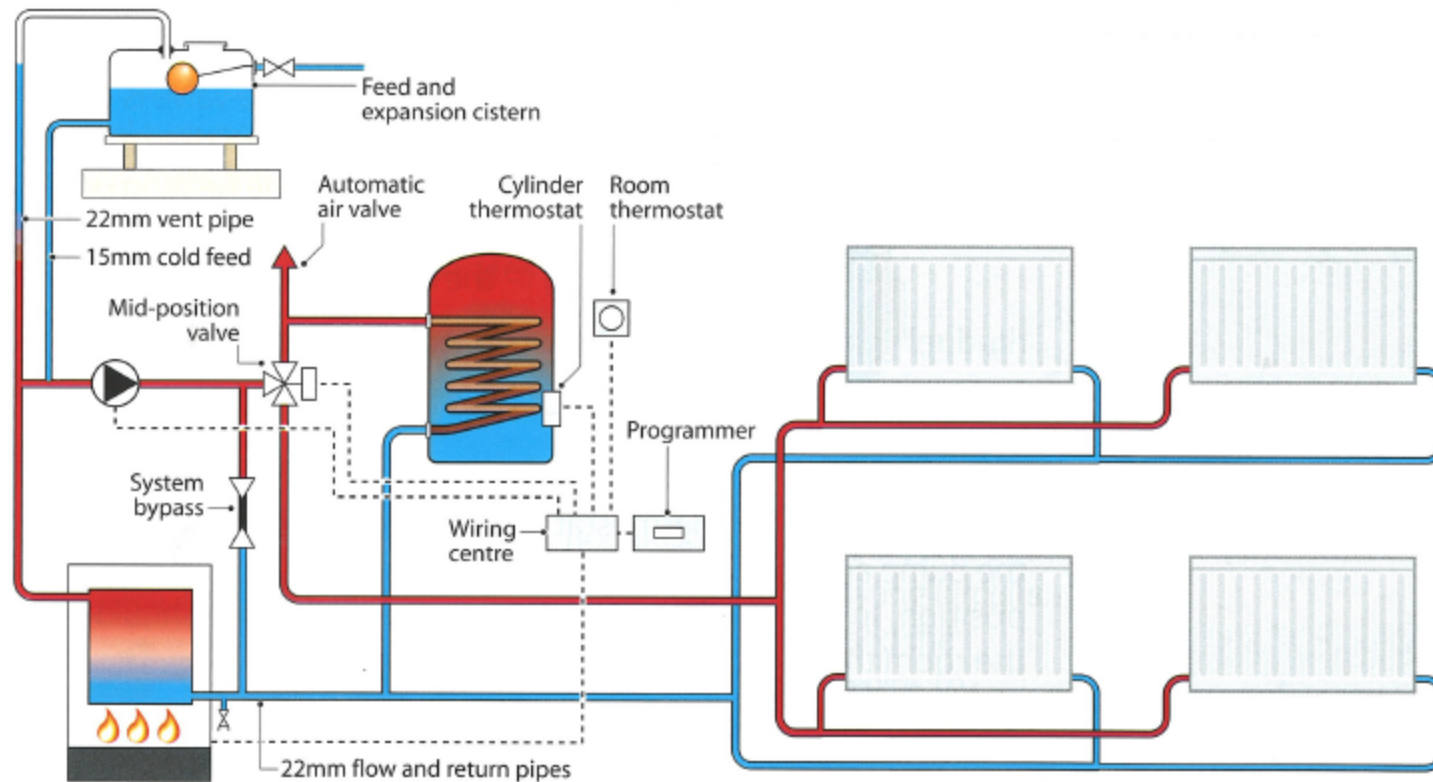 Feed and
expansion cistern
Automatic
air valve
Cylinder
thermostat
Room
thermostat
22mm vent pipe
15mm cold feed
Mid-position
valve
Programmer
System
bypass
Wiring
centre
22mm flow and return pipes